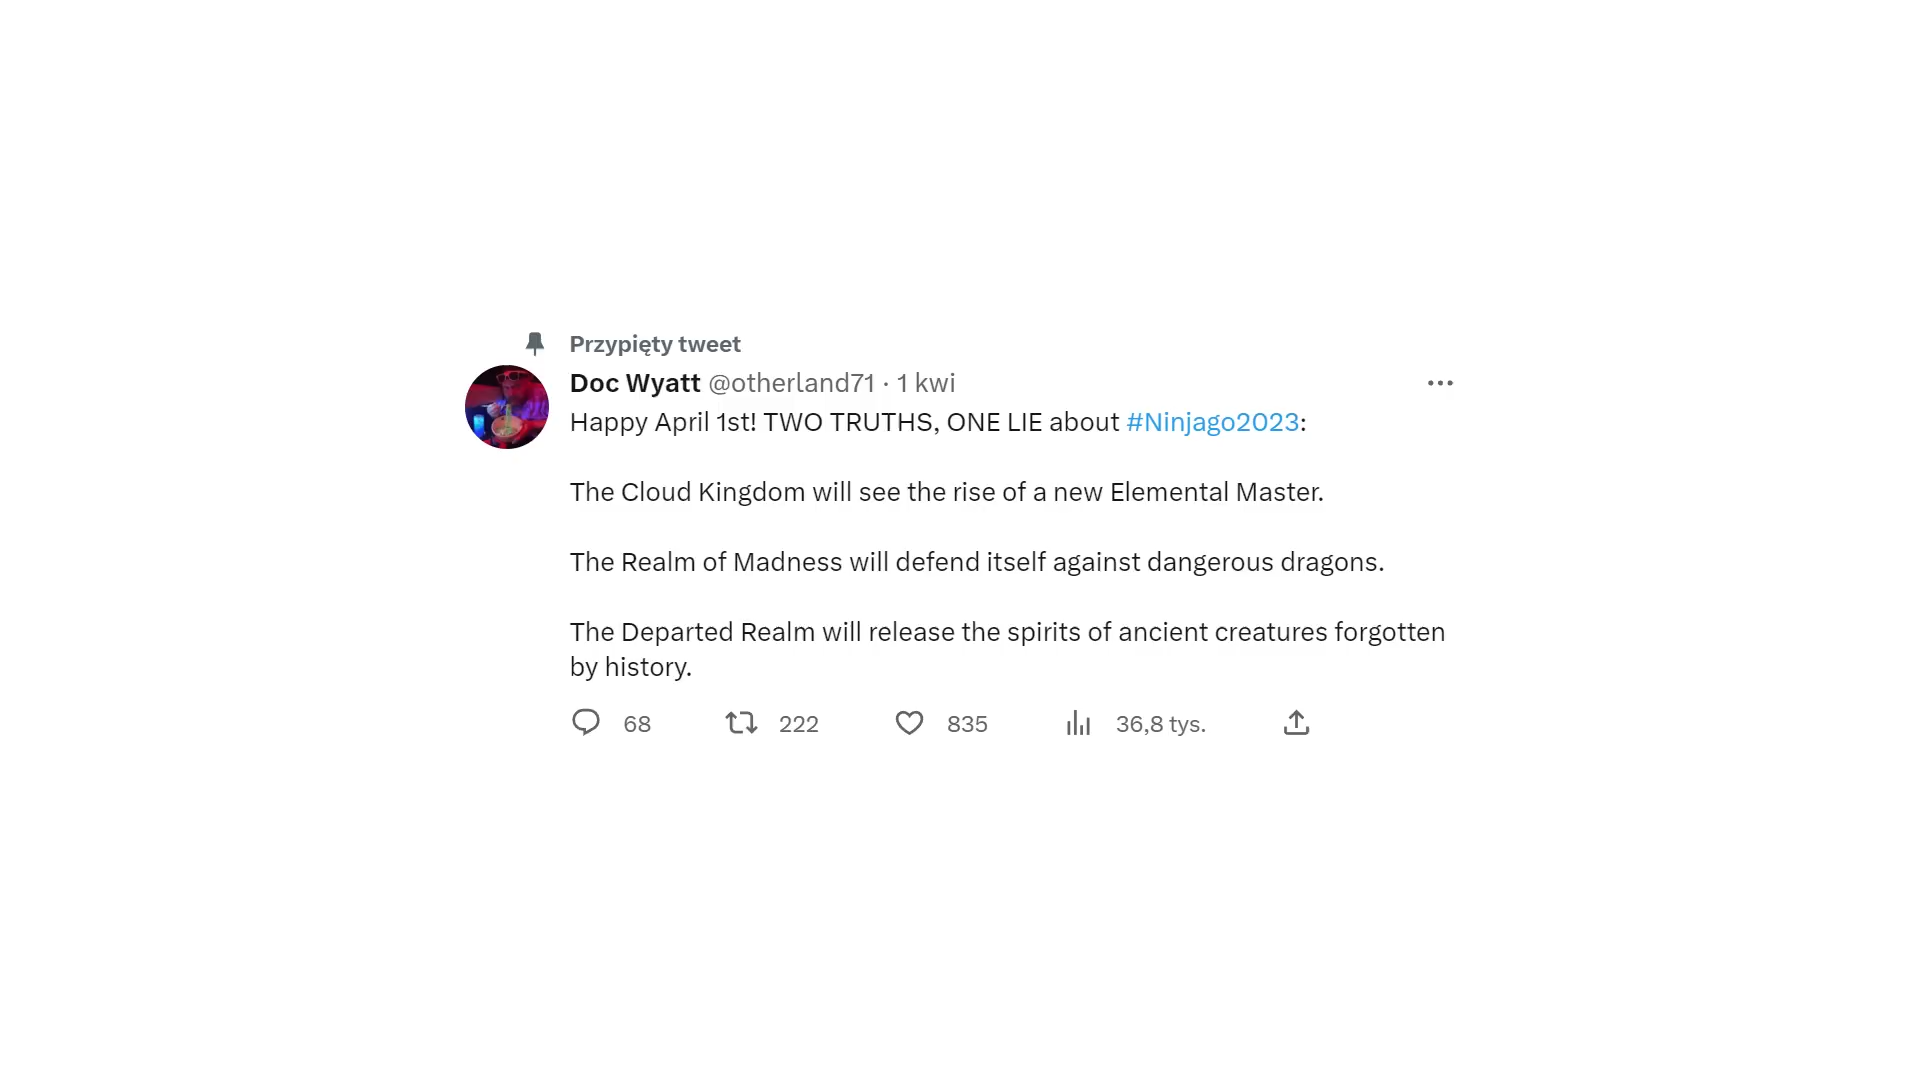 Przypięty tweet
Doc Wyatt @otherland71 · 1 kwi
Happy April 1st! TWO TRUTHS, ONE LIE about #Ninjago2023:
The Cloud Kingdom will see the rise of a new Elemental Master.
The Realm of Madness will defend itself against dangerous dragons.
The Departed Realm will release the spirits of ancient creatures forgotten
by history.
68 222 835 36,8 tys.